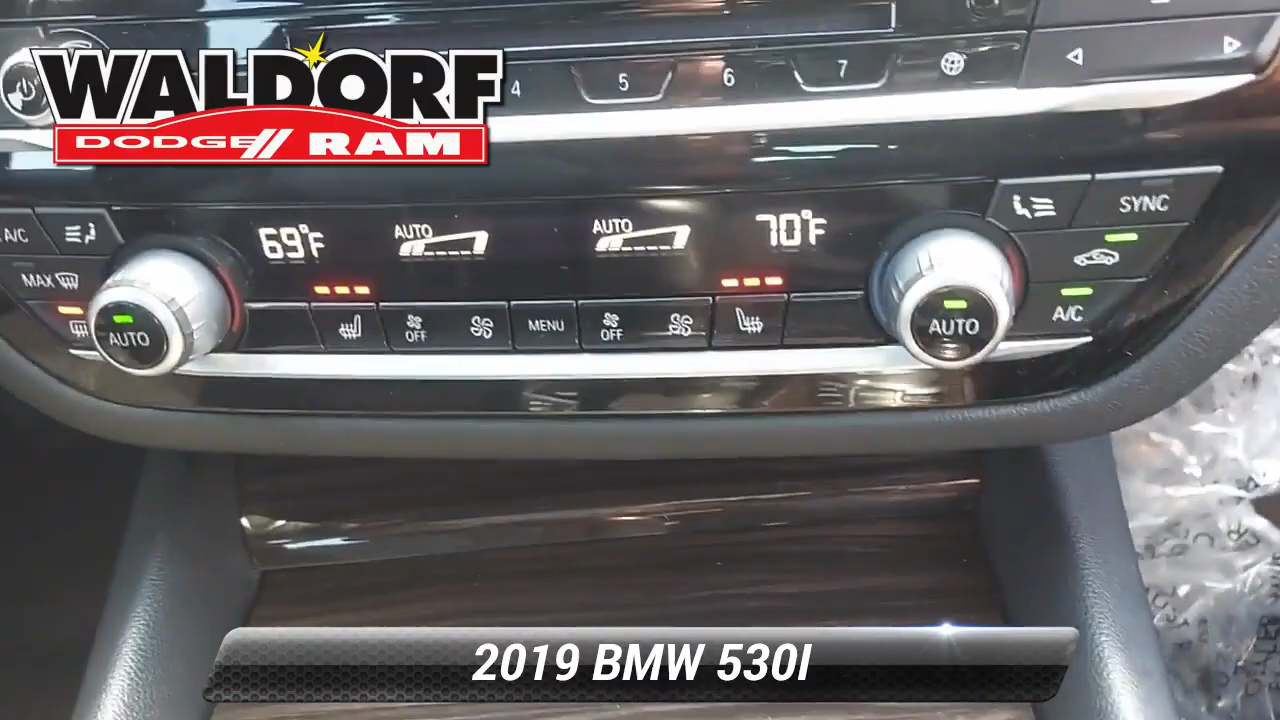 WALDORF
DODGE RAM
4 5 6 7
A/C
MAX
69°F AUTO AUTO 70°F
SYNC
AUTO
OFF MENU OFF
AUTO
A/C
2019 BMW 530I